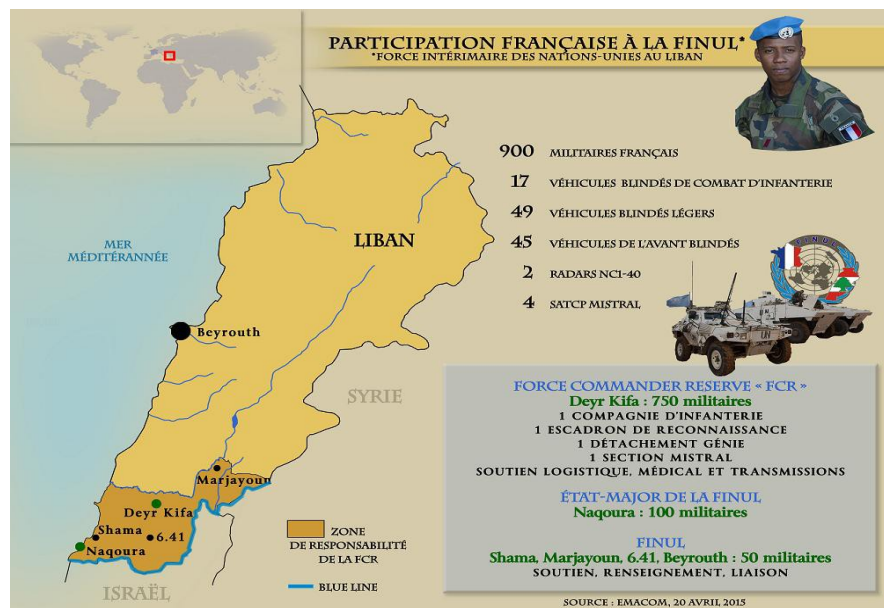 PARTICIPATION FRANÇAISE À LA FINUL*
*FORCE INTÉRIMAIRE DES NATIONS-UNIES AU LIBAN
900 MILITAIRES FRANÇAIS
17 VÉHICULES BLINDÉS DE COMBAT D'INFANTERIE
49 VÉHICULES BLINDÉS LÉGERS
45 VÉHICULES DE L'AVANT BLINDÉS
2 RADARS NC1-40
4 SATCP MISTRAL
MER
MÉDITÉRANNÉE
LIBAN
Beyrouth
SYRIE
Marjayoun
Deyr Kifa
Shama
6.41
Naqoura
ISRAËL
ZONE
DE RESPONSABILITÉ
DE LA FCR
BLUE LINE
FINUL
UN
FORCE COMMANDER RESERVE « FCR »
Deyr Kifa : 750 militaires
1 COMPAGNIE D'INFANTERIE
1 ESCADRON DE RECONNAISSANCE
1 DÉTACHEMENT GÉNIE
1 SECTION MISTRAL
SOUTIEN LOGISTIQUE, MÉDICAL ET TRANSMISSIONS
ÉTAT-MAJOR DE LA FINUL
Naqoura : 100 militaires
FINUL
Shama, Marjayoun, 6.41, Beyrouth : 50 militaires
SOUTIEN, RENSEIGNEMENT, LIAISON
SOURCE : EMACOM, 20 AVRIL 2015